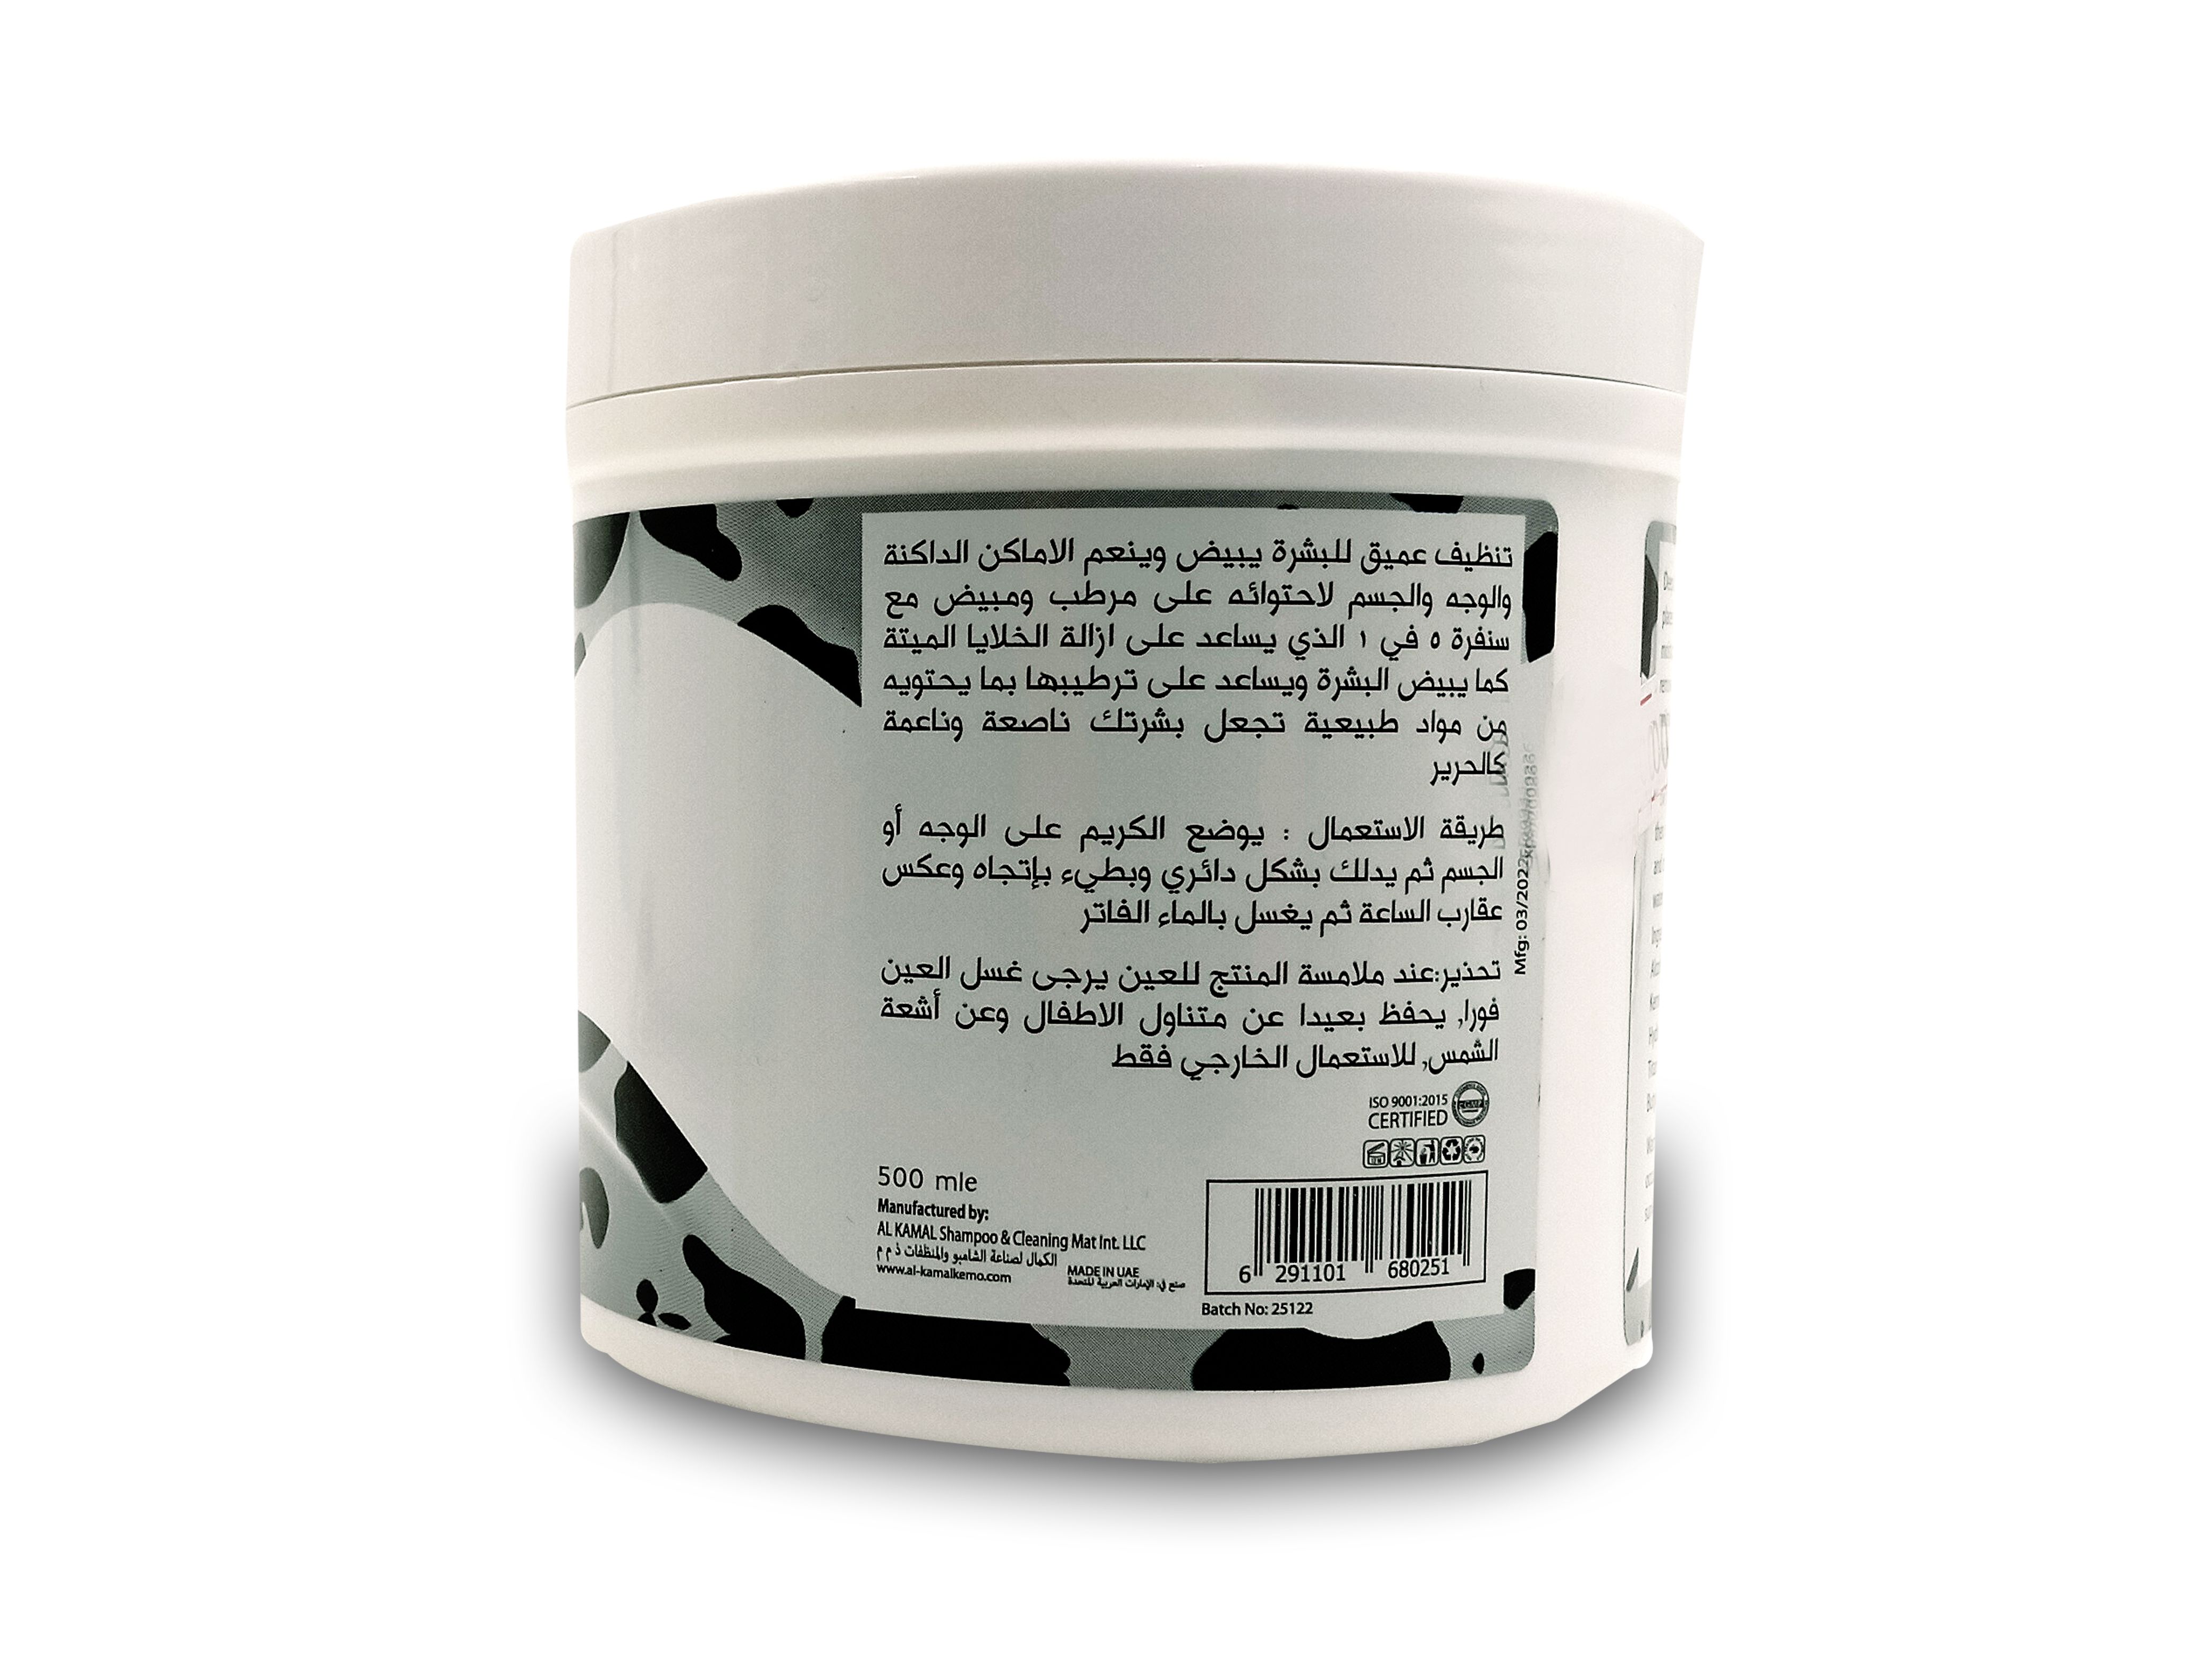 تنظيف عميق للبشرة يبيض وينعم الاماكن الداكنة
والوجه والجسم لاحتوائه على مرطب ومبيض مع
سنفرة ٥ في ١ الذي يساعد على ازالة الخلايا الميتة
كما يبيض البشرة ويساعد على ترطيبها بما يحتويه
من مواد طبيعية تجعل بشرتك ناصعة وناعمة
كالحرير
طريقة الاستعمال : يوضع الكريم على الوجه أو
الجسم ثم يدلك بشكل دائري وبطيء بإتجاه وعكس
عقارب الساعة ثم يغسل بالماء الفاتر
تحذير:عند ملامسة المنتج للعين يرجى غسل العين
فورا, يحفظ بعيدا عن متناول الاطفال وعن أشعة
الشمس, للاستعمال الخارجي فقط
Mfg: 03/2022
ISO 9001:2015
CERTIFIED
500 mle
Manufactured by:
AL KAMAL Shampoo & Cleaning Mat Int. LLC
الكمال لصناعة الشامبو والمنظفات ذ م م
www.al-kamalkemo.com
MADE IN UAE
صنع في: الإمارات العربية المتحدة
6 291101 680251
Batch No: 25122